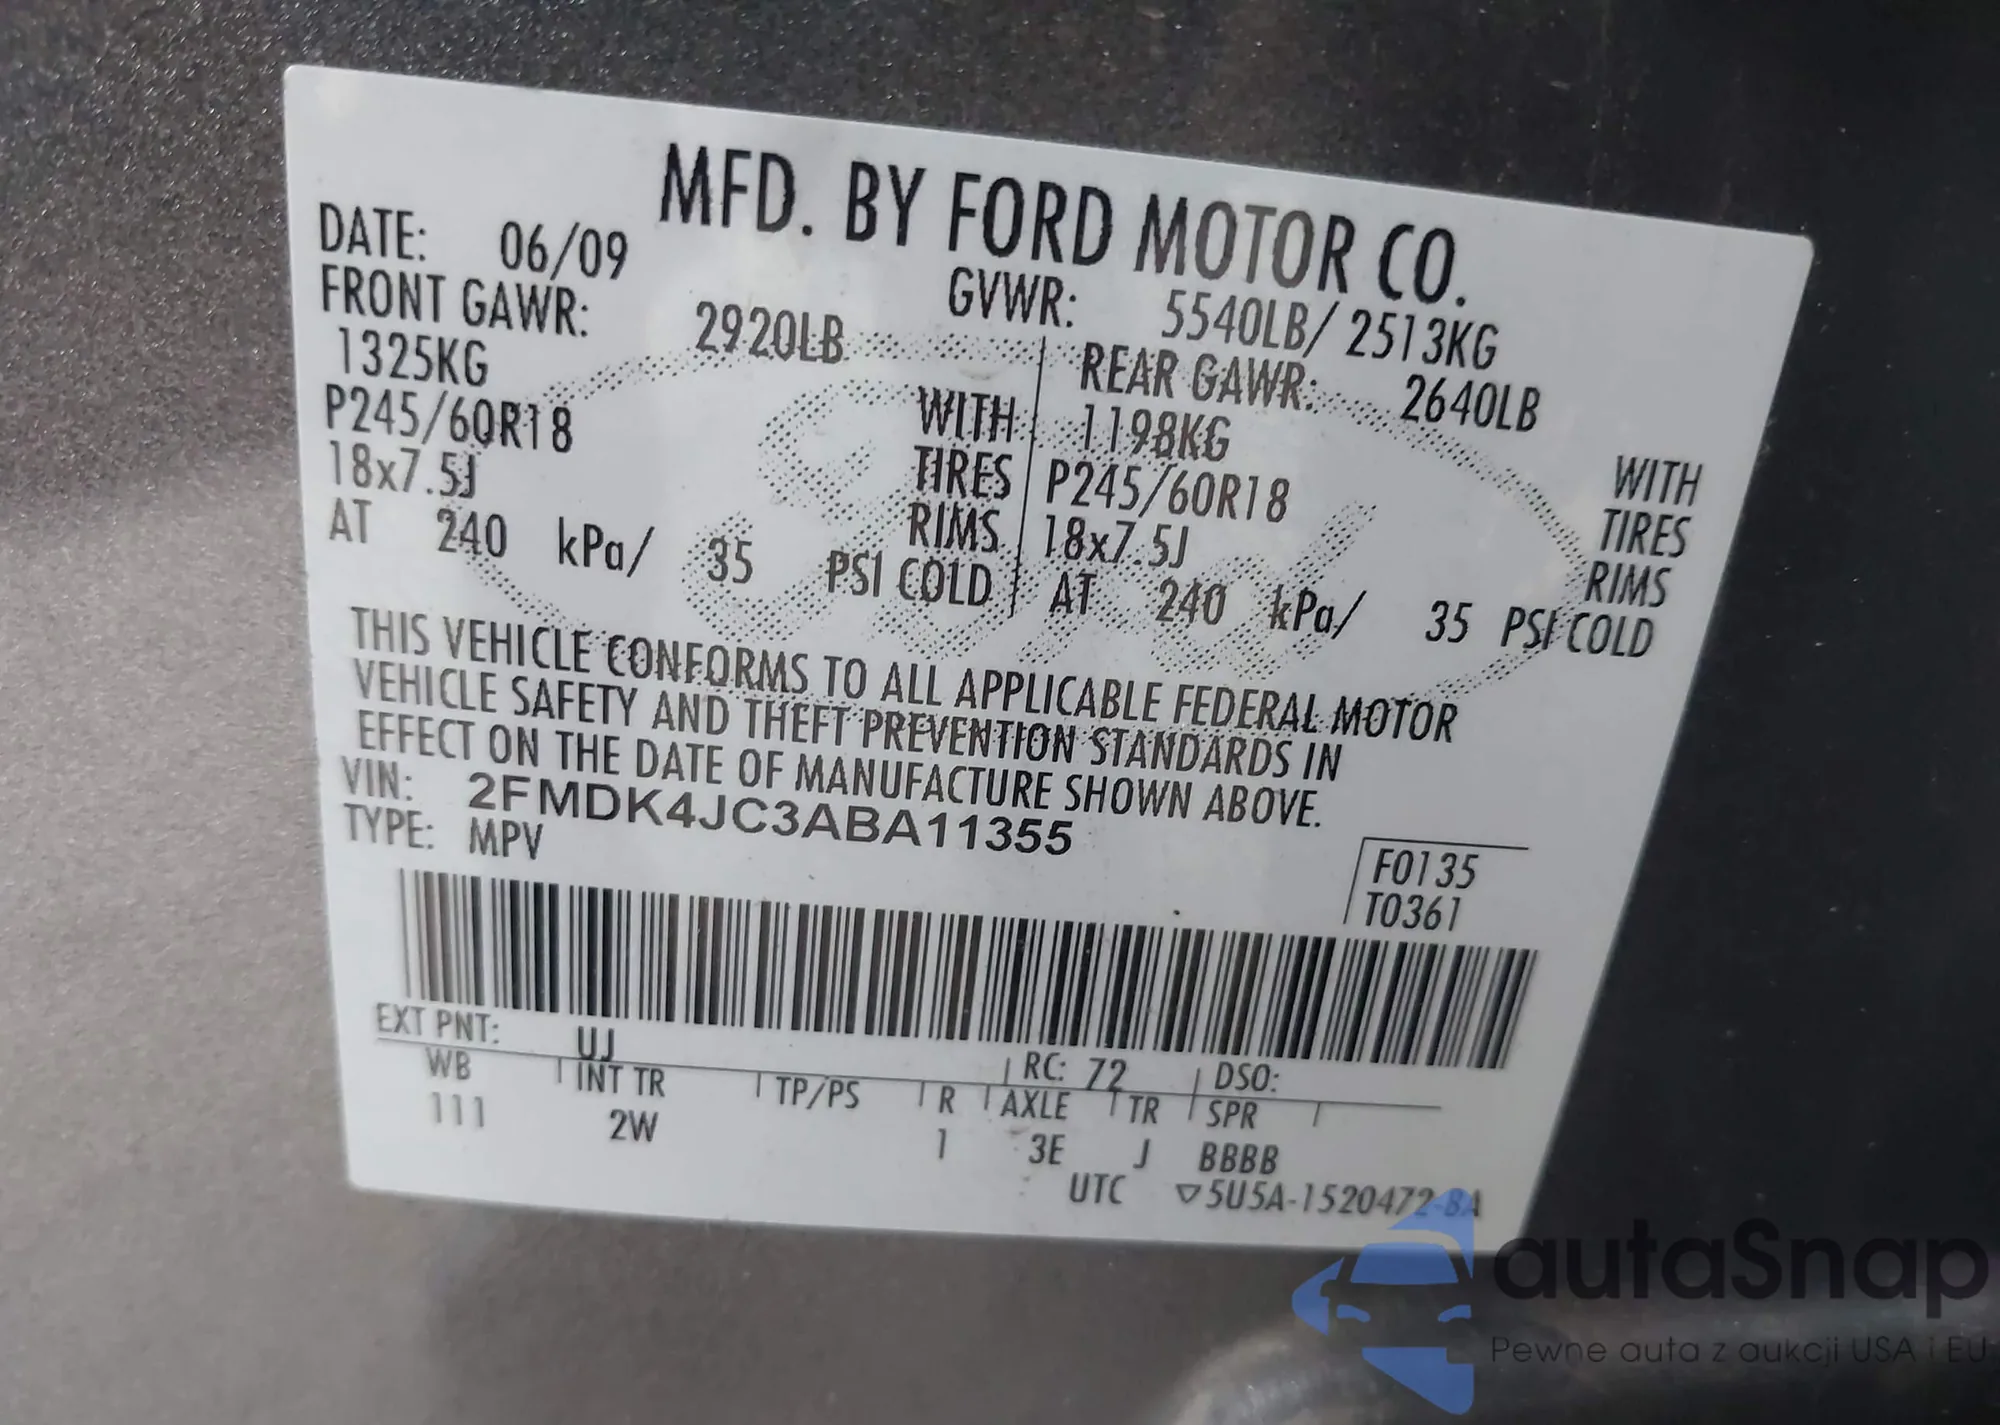 MFD. BY FORD MOTOR CO.
DATE: 06/09 GVWR: 5540LB/ 2513KG
FRONT GAWR: 2920LB REAR GAWR: 2640LB
1325KG WITH 1198KG WITH
P245/60R18 TIRES P245/60R18 TIRES
18x7.5J RIMS 18x7.5J RIMS
AT 240 kPa/ 35 PSI COLD AT 240 kPa/ 35 PSI COLD
THIS VEHICLE CONFORMS TO ALL APPLICABLE FEDERAL MOTOR
VEHICLE SAFETY AND THEFT PREVENTION STANDARDS IN
EFFECT ON THE DATE OF MANUFACTURE SHOWN ABOVE.
VIN: 2FMDK4JC3ABA11355
TYPE: MPV
F0135
T0361
EXT PNT: UJ RC: 72 DSO:
WB INT TR TP/PS R AXLE TR SPR
111 2W 1 3E J BBBB
UTC ▽5U5A-1520472-BA
autaSnap
Pewne auta z aukcji USA i EU